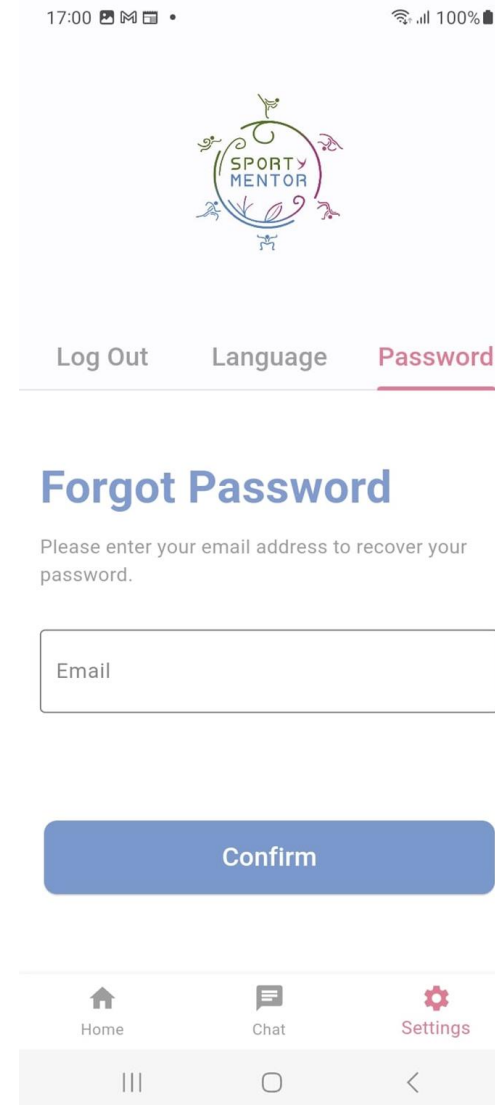 17:00
100%
SPORTY
MENTOR
Log Out
Language
Password
Forgot Password
Please enter your email address to recover your
password.
Email
Confirm
Home
Chat
Settings